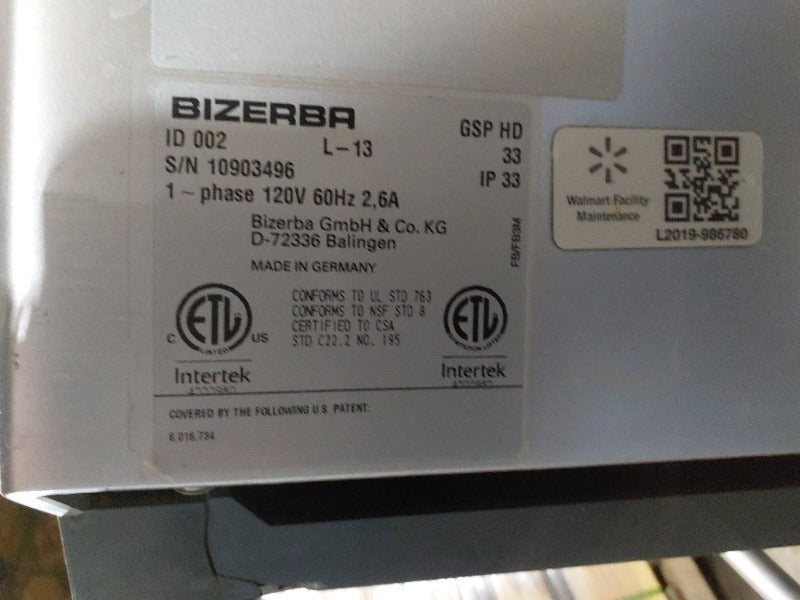 BIZERBA
ID 002 L-13 GSP HD
S/N 10903496 33
1~phase 120V 60Hz 2,6A IP 33
Bizerba GmbH & Co. KG
D-72336 Balingen
MADE IN GERMANY
FB/FB3M
CONFORMS TO UL STD 763
CONFORMS TO NSF STD 8
CERTIFIED TO CSA
STD C22.2 NO. 195
ETL
LISTED
C US
Intertek
ETL
Intertek
COVERED BY THE FOLLOWING U.S. PATENT:
6,016,734
Walmart Facility
Maintenance
L2019-986780